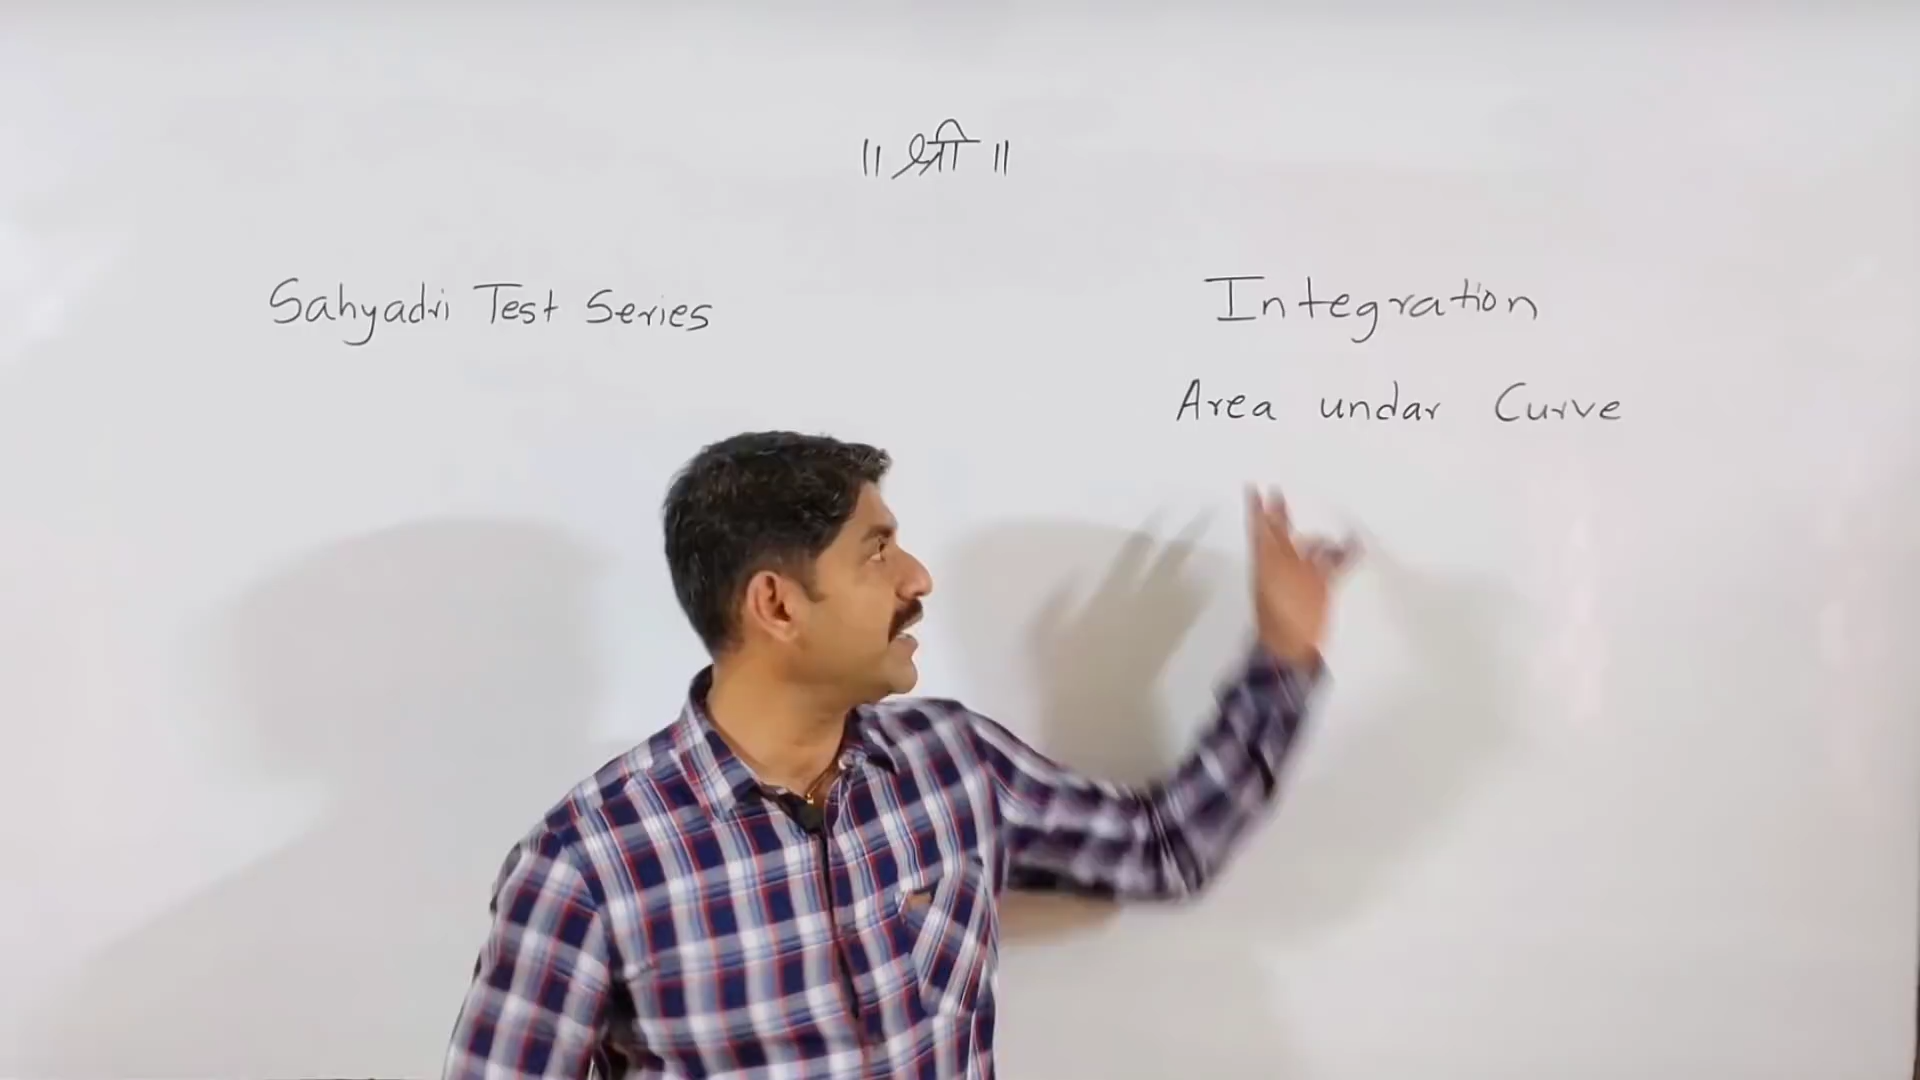 ॥ श्री ॥
Sahyadri Test Series
Integration
Area undar Curve